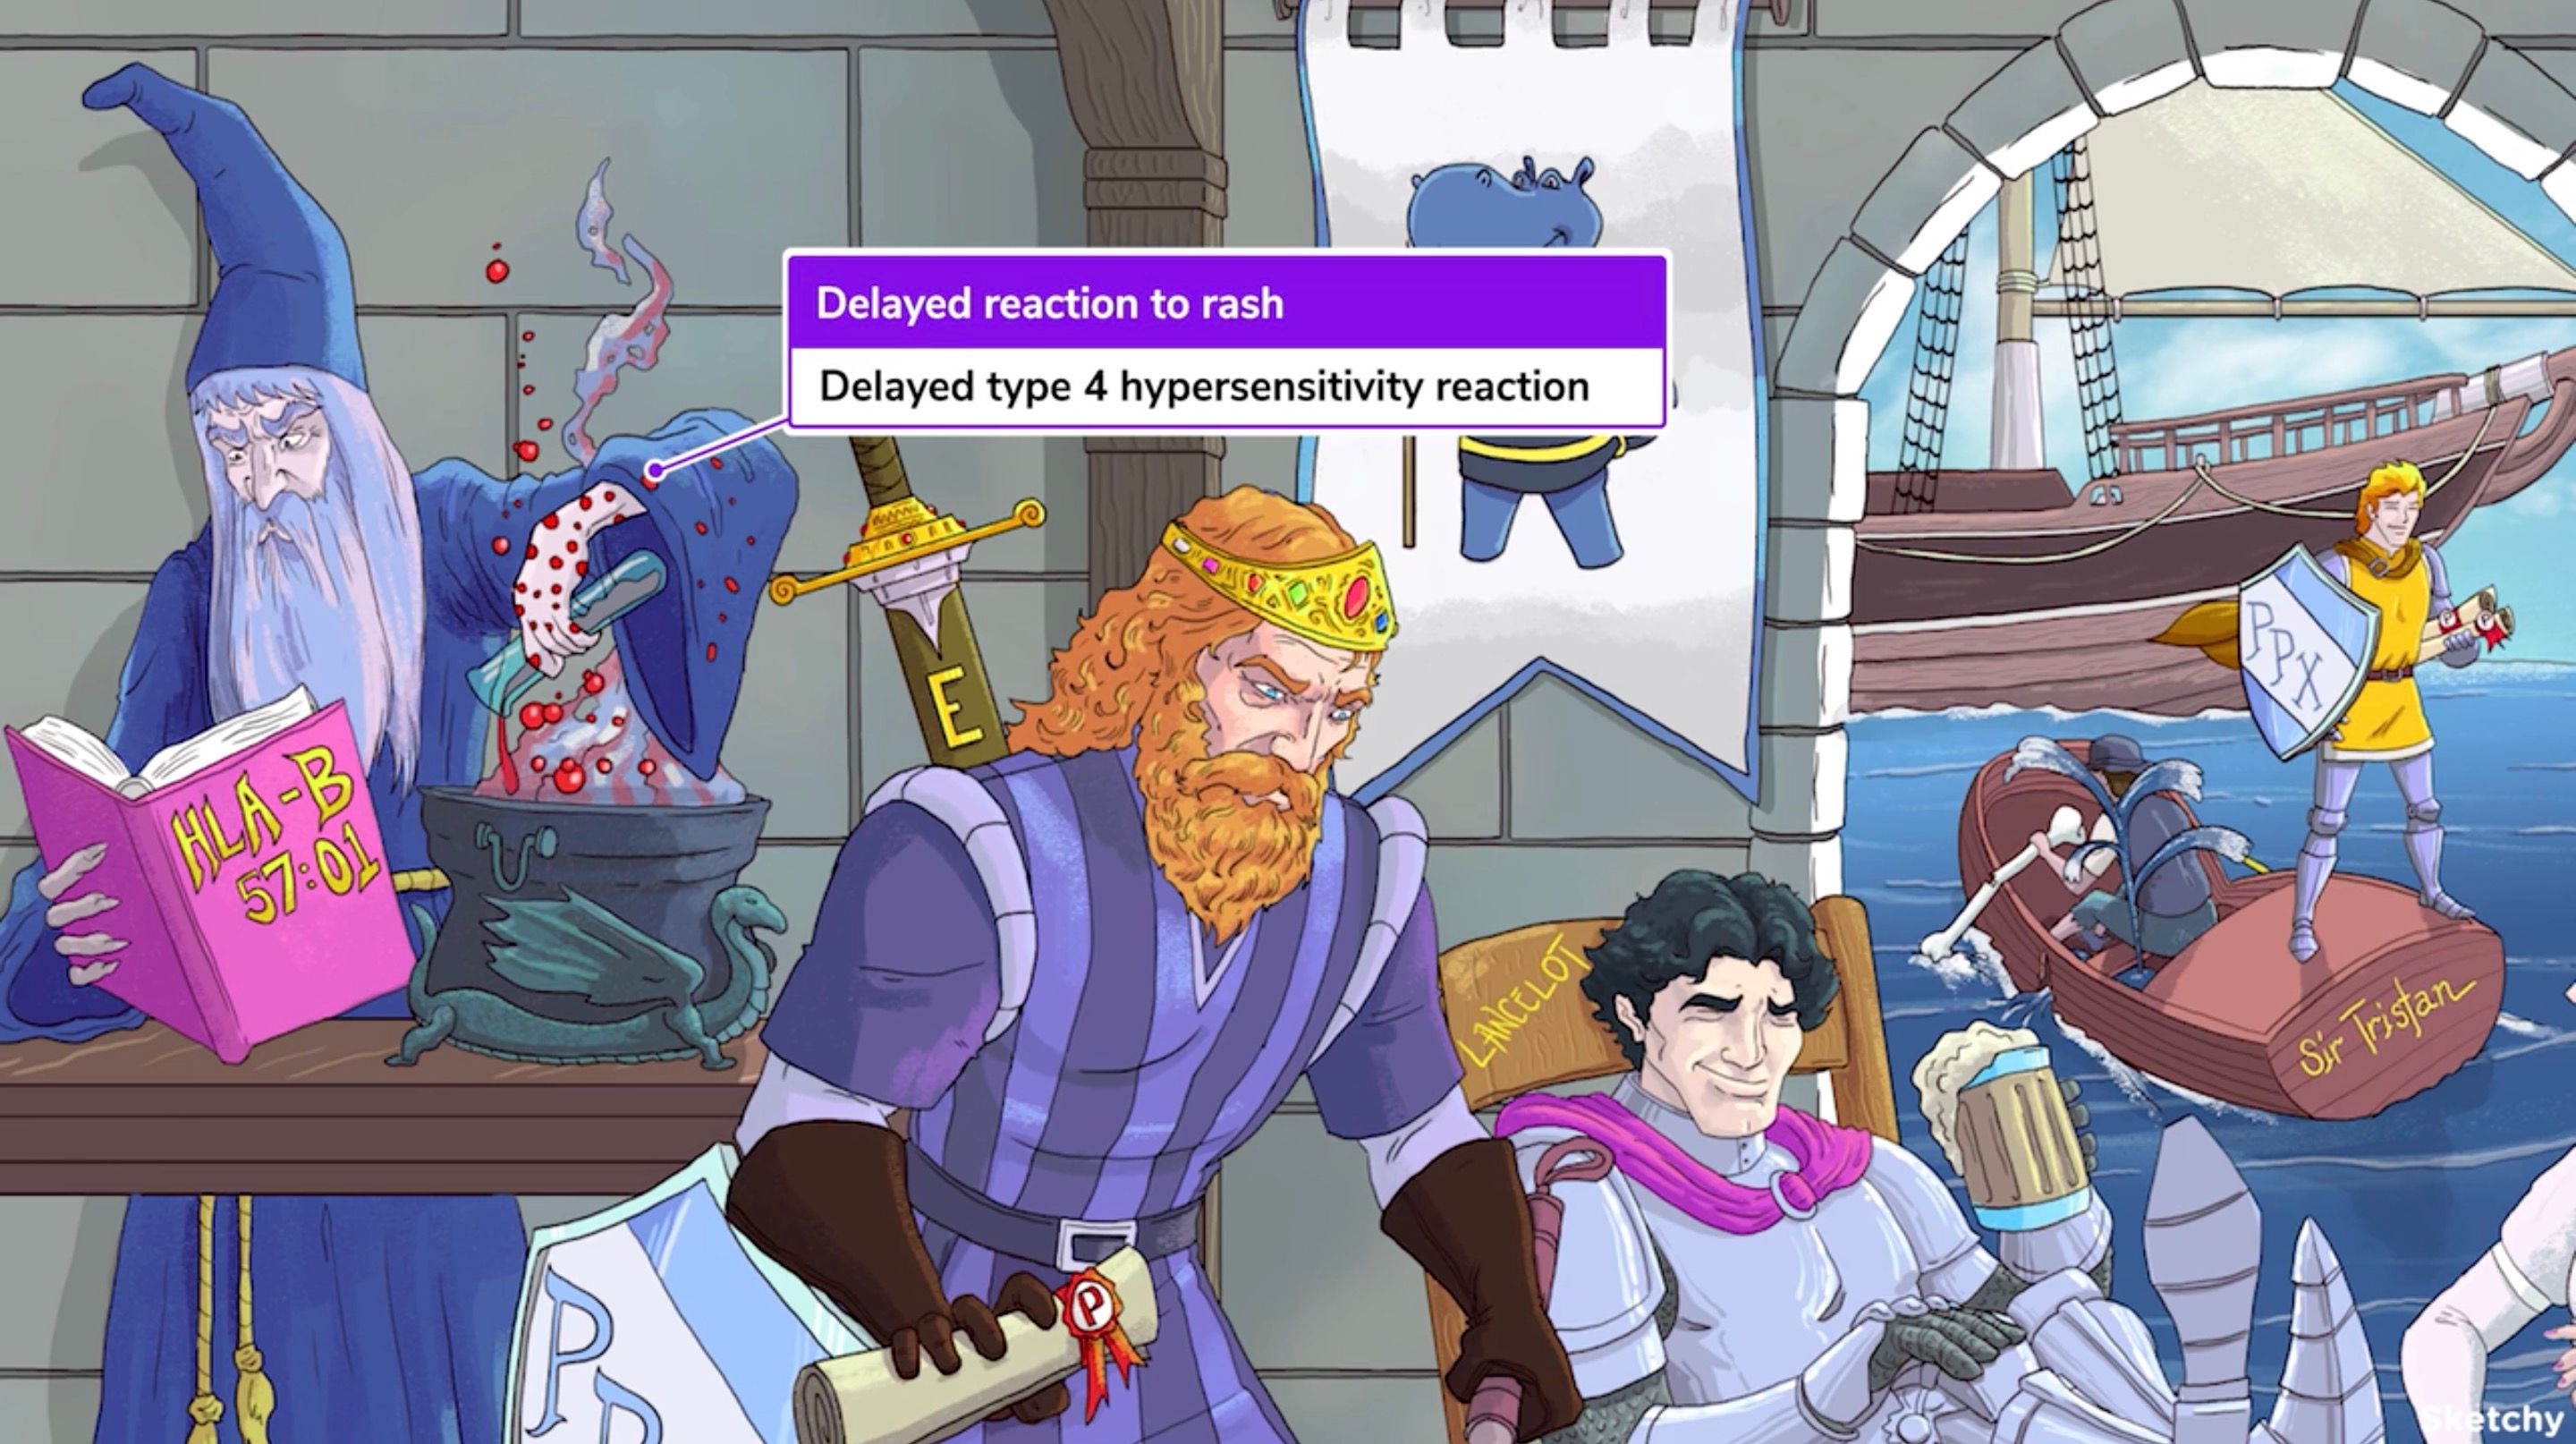 Delayed reaction to rash
Delayed type 4 hypersensitivity reaction
E
PPX
HLA-B
57:01
LANCELOT
Sir Tristan
P
PP
Sketchy